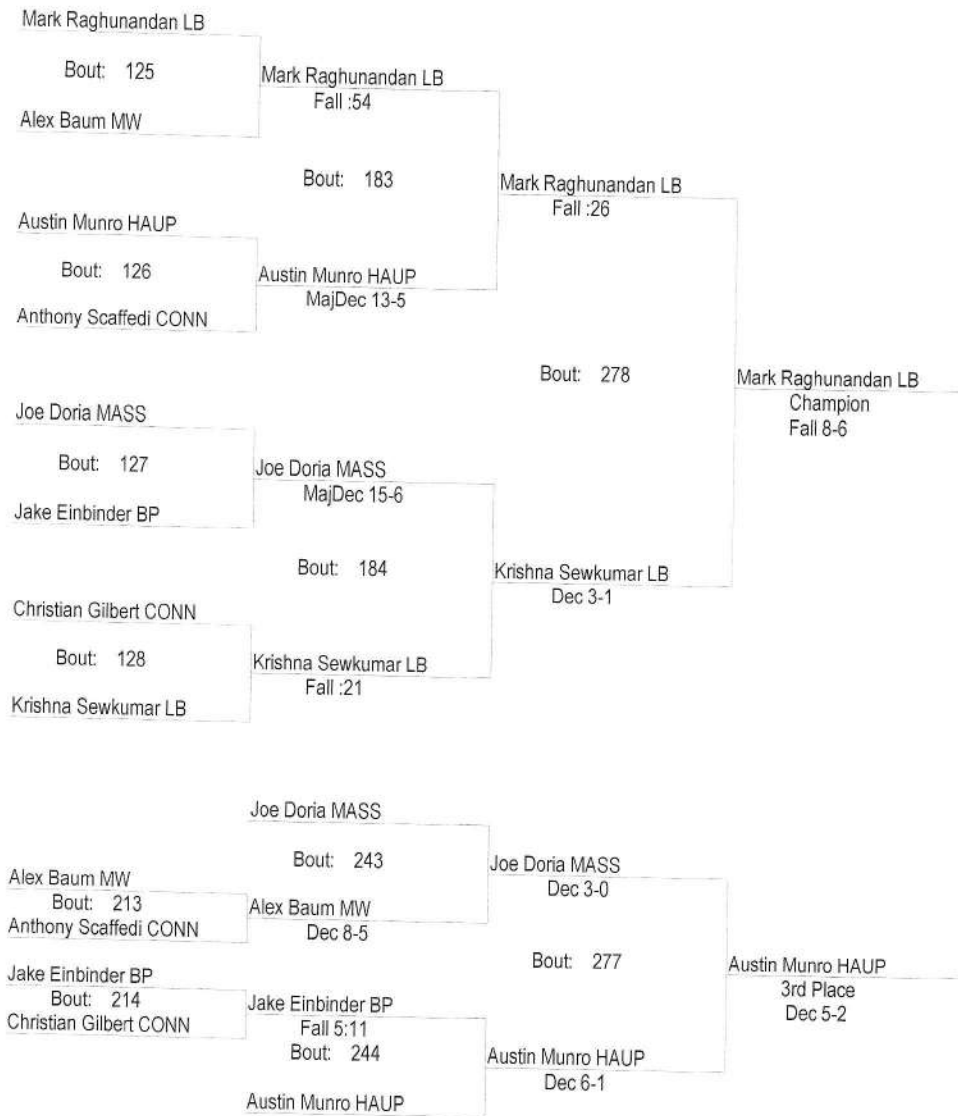 Mark Raghunandan LB
Bout: 125
Mark Raghunandan LB
Fall :54
Alex Baum MW
Bout: 183
Mark Raghunandan LB
Fall :26
Austin Munro HAUP
Bout: 126
Austin Munro HAUP
MajDec 13-5
Anthony Scaffedi CONN
Bout: 278
Mark Raghunandan LB
Champion
Fall 8-6
Joe Doria MASS
Bout: 127
Joe Doria MASS
MajDec 15-6
Jake Einbinder BP
Bout: 184
Krishna Sewkumar LB
Dec 3-1
Christian Gilbert CONN
Bout: 128
Krishna Sewkumar LB
Fall :21
Krishna Sewkumar LB
Joe Doria MASS
Bout: 243
Joe Doria MASS
Dec 3-0
Alex Baum MW
Bout: 213
Alex Baum MW
Dec 8-5
Anthony Scaffedi CONN
Bout: 277
Austin Munro HAUP
3rd Place
Dec 5-2
Jake Einbinder BP
Bout: 214
Jake Einbinder BP
Fall 5:11
Christian Gilbert CONN
Bout: 244
Austin Munro HAUP
Dec 6-1
Austin Munro HAUP